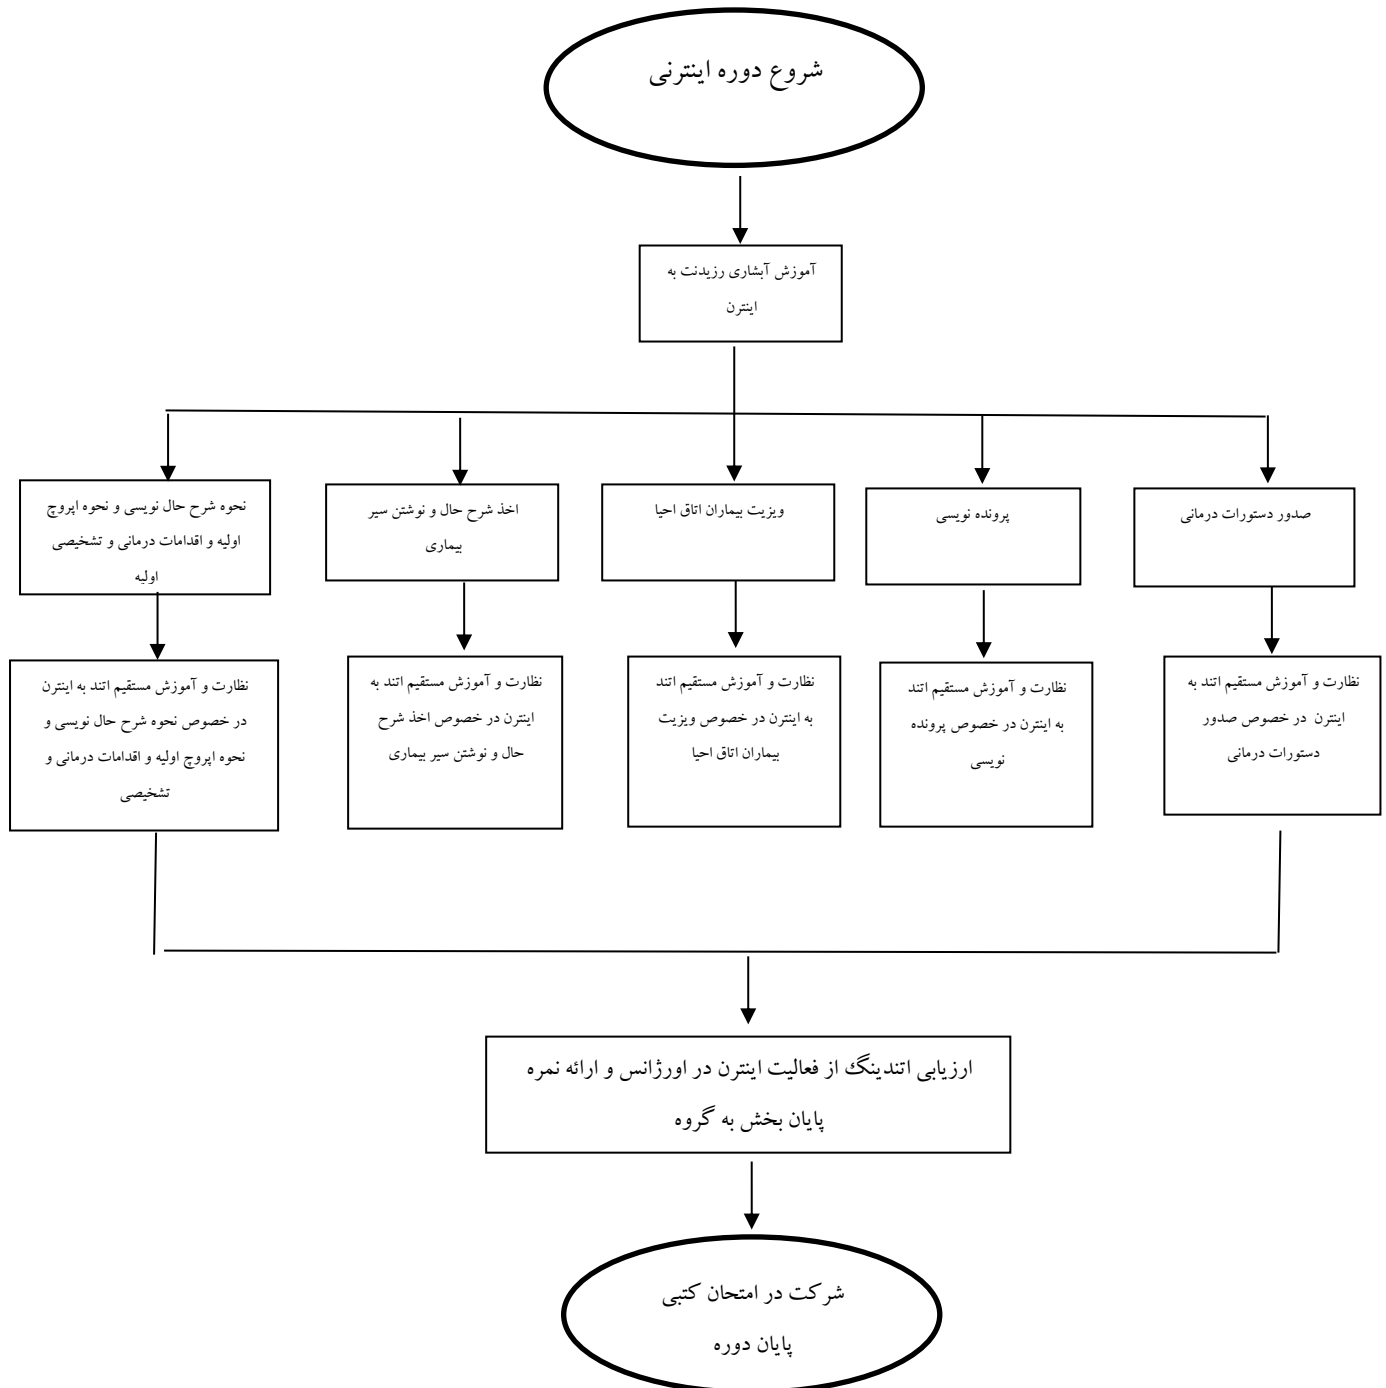 شروع دوره اینترنی
آموزش آبشاری رزیدنت به
اینترن
صدور دستورات درمانی
پرونده نویسی
ویزیت بیماران اتاق احیا
اخذ شرح حال و نوشتن سیر
بیماری
نحوه شرح حال نویسی و نحوه اپروچ
اولیه و اقدامات درمانی و تشخیصی
اولیه
نظارت و آموزش مستقیم اتند به
اینترن در خصوص صدور
دستورات درمانی
نظارت و آموزش مستقیم اتند
به اینترن در خصوص پرونده
نویسی
نظارت و آموزش مستقیم اتند
به اینترن در خصوص ویزیت
بیماران اتاق احیا
نظارت و آموزش مستقیم اتند به
اینترن در خصوص اخذ شرح
حال و نوشتن سیر بیماری
نظارت و آموزش مستقیم اتند به اینترن
در خصوص نحوه شرح حال نویسی و
نحوه اپروچ اولیه و اقدامات درمانی و
تشخیصی
ارزیابی اتندینگ از فعالیت اینترن در اورژانس و ارائه نمره
پایان بخش به گروه
شرکت در امتحان کتبی
پایان دوره